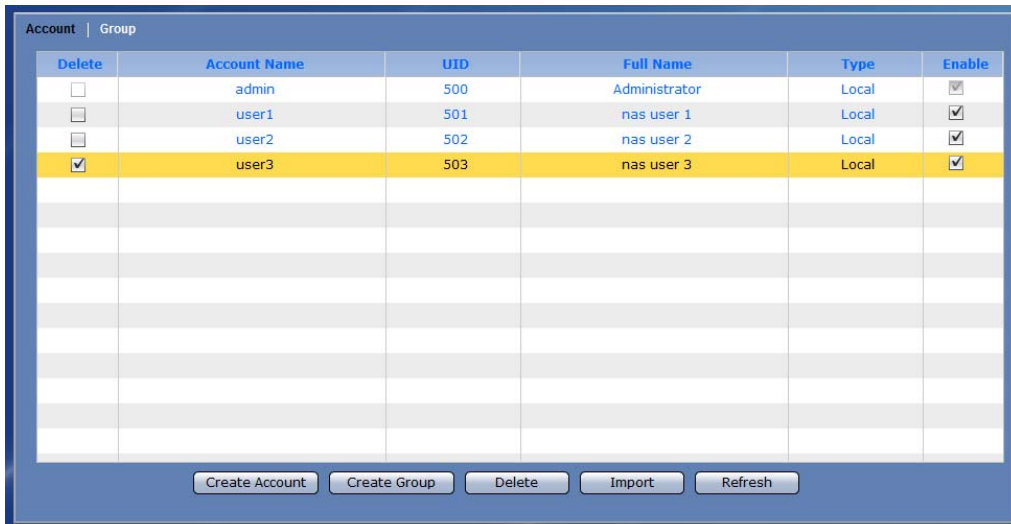 Account | Group
Delete Account Name UID Full Name Type Enable
admin 500 Administrator Local
user1 501 nas user 1 Local
user2 502 nas user 2 Local
user3 503 nas user 3 Local
Create Account Create Group Delete Import Refresh